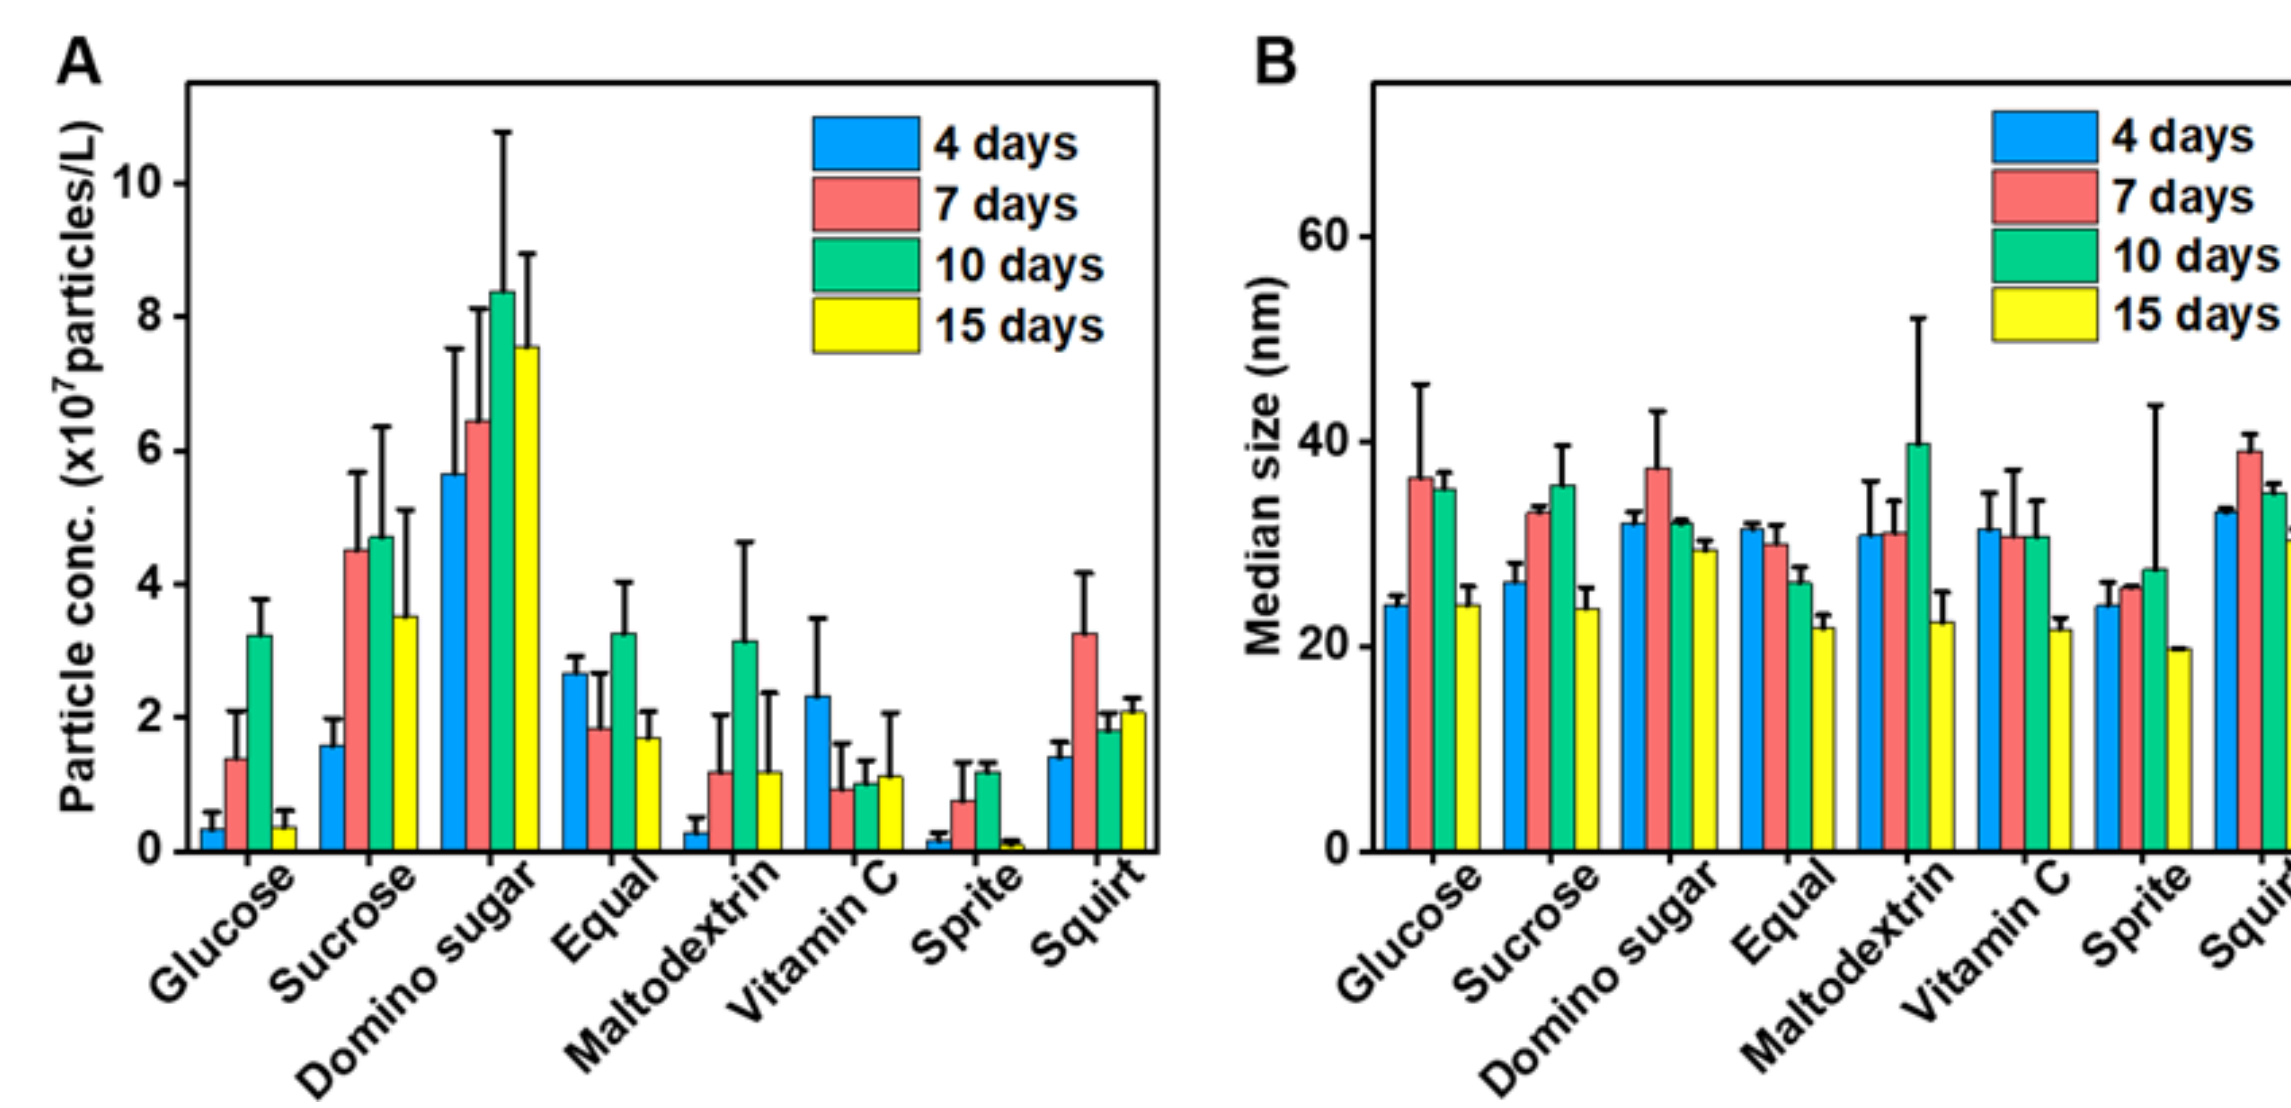 A
Particle conc. (x10⁷particles/L)
10
8
6
4
2
0
4 days
7 days
10 days
15 days
Glucose
Sucrose
Domino sugar
Equal
Maltodextrin
Vitamin C
Sprite
Squirt
B
Median size (nm)
60
40
20
0
4 days
7 days
10 days
15 days
Glucose
Sucrose
Domino sugar
Equal
Maltodextrin
Vitamin C
Sprite
Squirt